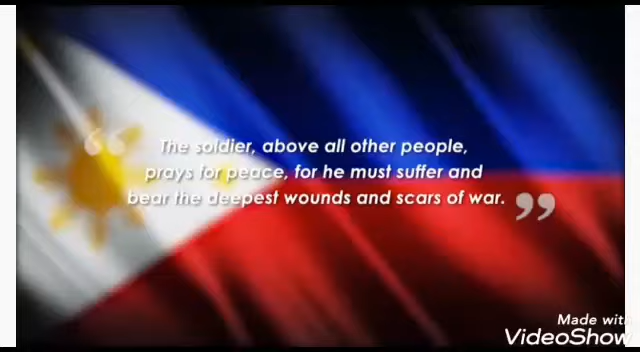 “
The soldier, above all other people,
prays for peace, for he must suffer and
bear the deepest wounds and scars of war.
”
Made with
VideoShow